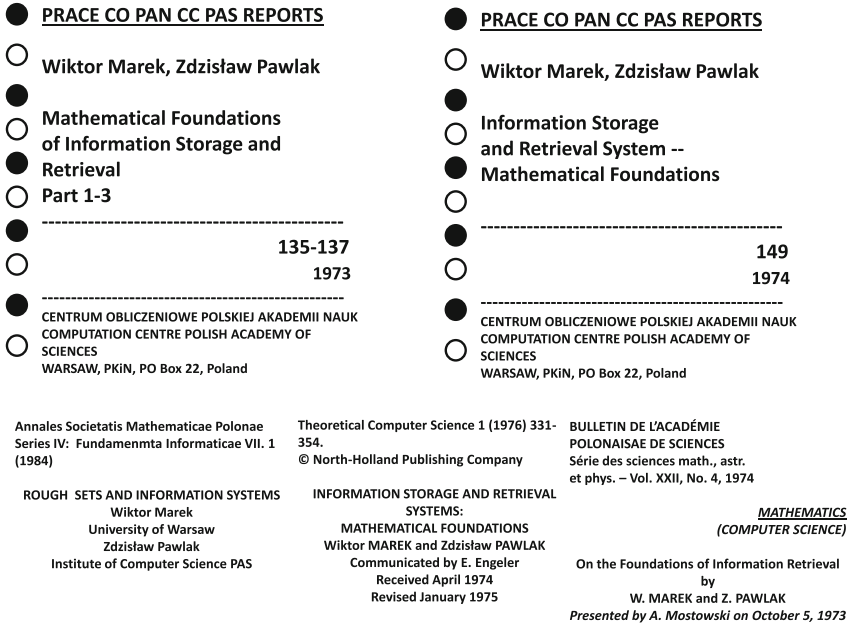 PRACE CO PAN CC PAS REPORTS
Wiktor Marek, Zdzisław Pawlak
Mathematical Foundations
of Information Storage and
Retrieval
Part 1-3
----------------------------------------------
135-137
1973
----------------------------------------------
CENTRUM OBLICZENIOWE POLSKIEJ AKADEMII NAUK
COMPUTATION CENTRE POLISH ACADEMY OF
SCIENCES
WARSAW, PKiN, PO Box 22, Poland
PRACE CO PAN CC PAS REPORTS
Wiktor Marek, Zdzisław Pawlak
Information Storage
and Retrieval System --
Mathematical Foundations
----------------------------------------------
149
1974
----------------------------------------------
CENTRUM OBLICZENIOWE POLSKIEJ AKADEMII NAUK
COMPUTATION CENTRE POLISH ACADEMY OF
SCIENCES
WARSAW, PKiN, PO Box 22, Poland
Annales Societatis Mathematicae Polonae
Series IV: Fundamenmta Informaticae VII. 1
(1984)
ROUGH SETS AND INFORMATION SYSTEMS
Wiktor Marek
University of Warsaw
Zdzisław Pawlak
Institute of Computer Science PAS
Theoretical Computer Science 1 (1976) 331-
354.
© North-Holland Publishing Company
INFORMATION STORAGE AND RETRIEVAL
SYSTEMS:
MATHEMATICAL FOUNDATIONS
Wiktor MAREK and Zdzisław PAWLAK
Communicated by E. Engeler
Received April 1974
Revised January 1975
BULLETIN DE L’ACADÉMIE
POLONAISAE DE SCIENCES
Série des sciences math., astr.
et phys. – Vol. XXII, No. 4, 1974
MATHEMATICS
(COMPUTER SCIENCE)
On the Foundations of Information Retrieval
by
W. MAREK and Z. PAWLAK
Presented by A. Mostowski on October 5, 1973